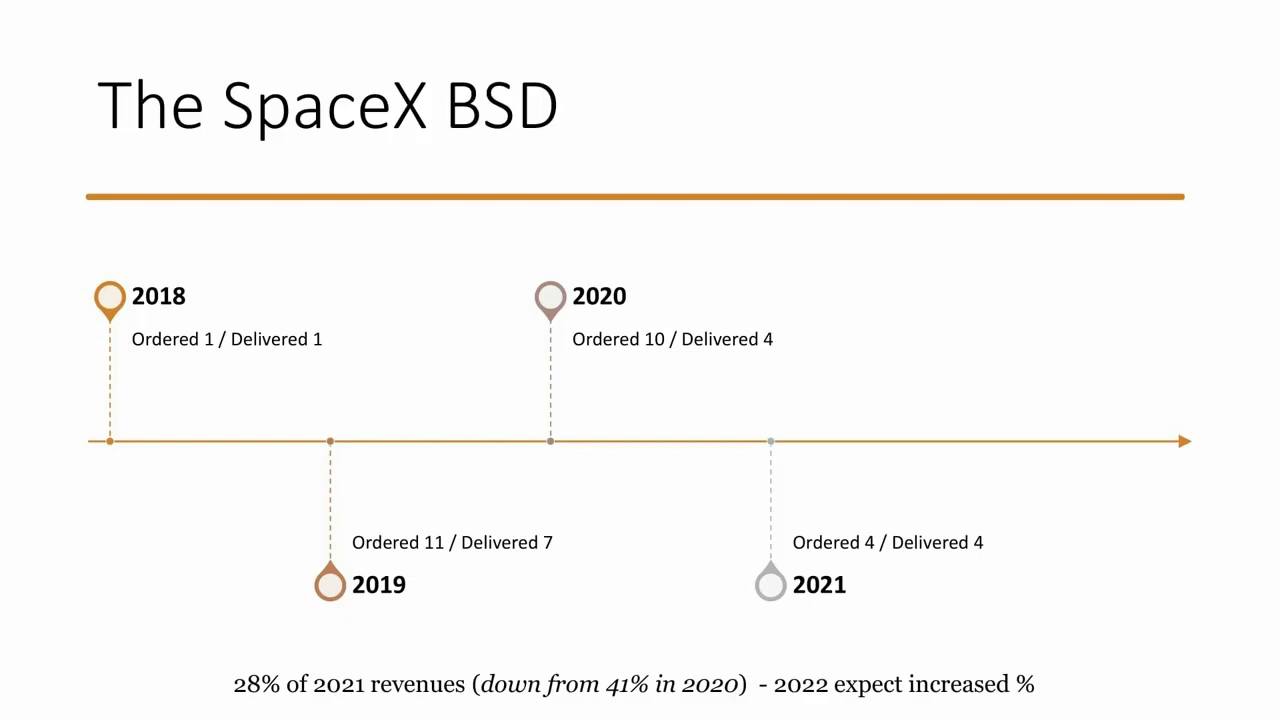 The SpaceX BSD
2018
Ordered 1 / Delivered 1
2020
Ordered 10 / Delivered 4
Ordered 11 / Delivered 7
2019
Ordered 4 / Delivered 4
2021
28% of 2021 revenues (down from 41% in 2020) - 2022 expect increased %